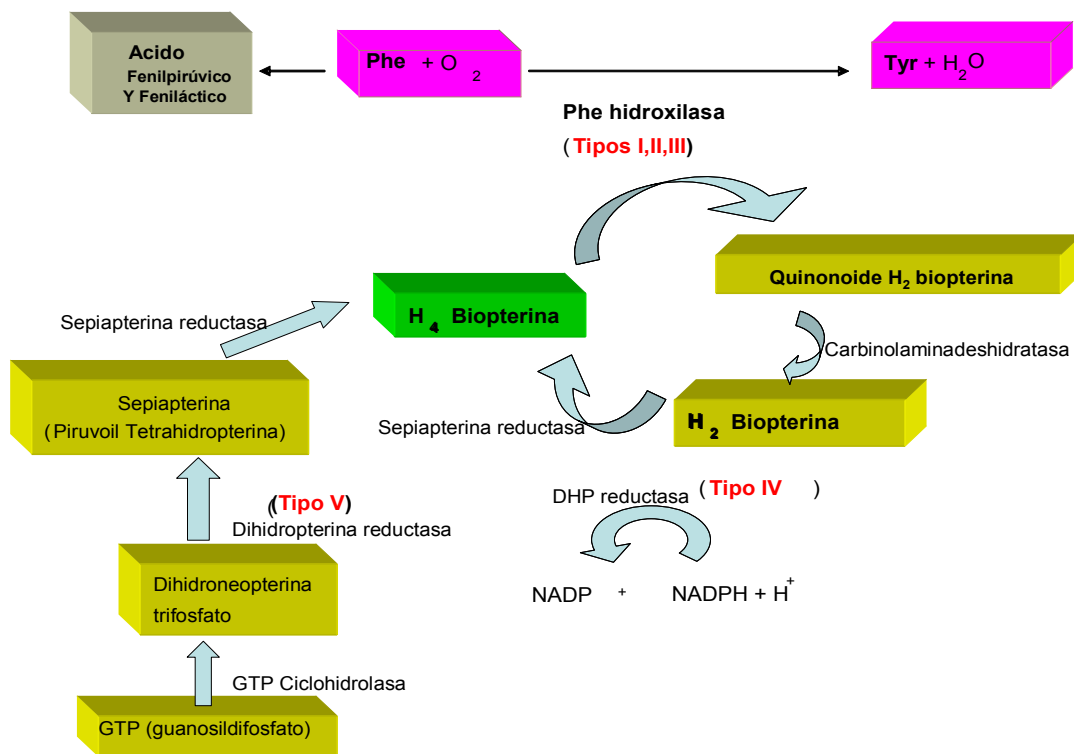 Acido
Fenilpirúvico
Y Feniláctico
Phe + O 2
Tyr + H2O
Phe hidroxilasa
(Tipos I,II,III)
Quinonoide H2 biopterina
H 4 Biopterina
Sepiapterina reductasa
Carbinolaminadeshidratasa
Sepiapterina
(Piruvoil Tetrahidropterina)
Sepiapterina reductasa
H 2 Biopterina
(Tipo V)
Dihidropterina reductasa
DHP reductasa
(Tipo IV )
Dihidroneopterina
trifosfato
NADP + NADPH + H+
GTP Ciclohidrolasa
GTP (guanosildifosfato)